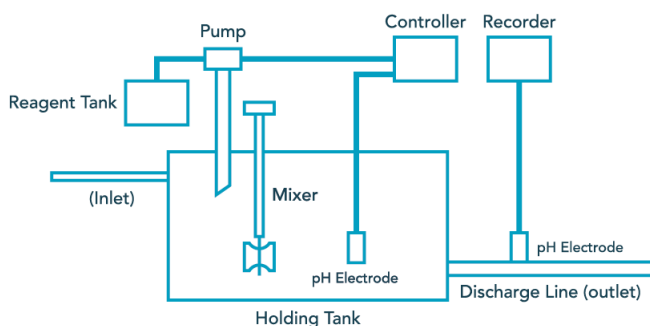 Controller
Recorder
Pump
Reagent Tank
(Inlet)
Mixer
pH Electrode
pH Electrode
Discharge Line (outlet)
Holding Tank